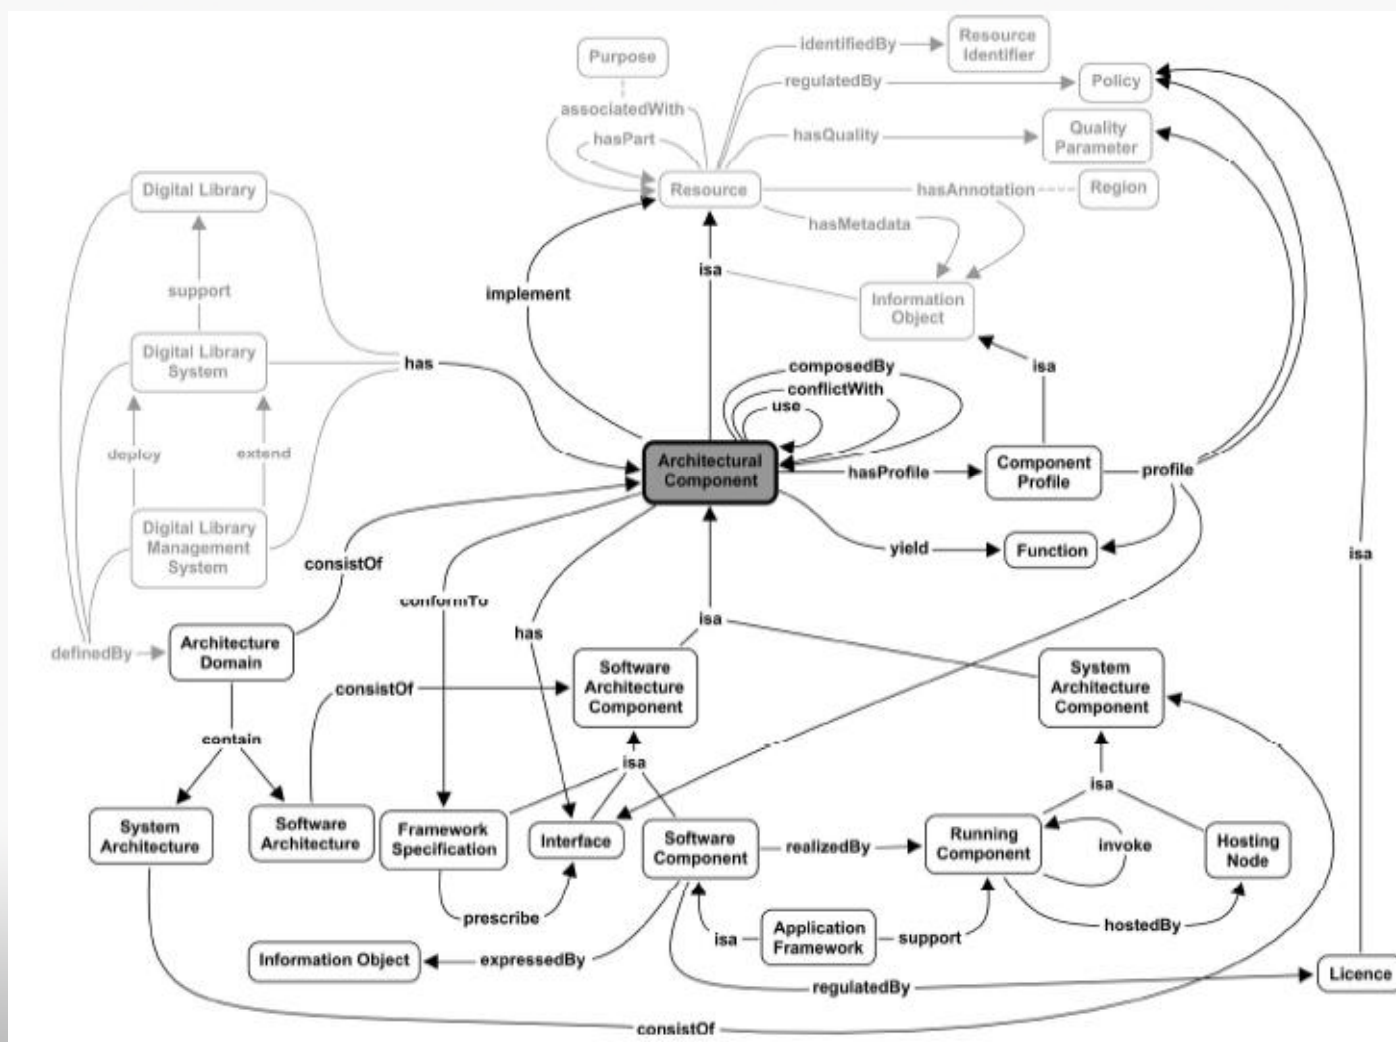 Purpose
identifiedBy
Resource
Identifier
regulatedBy
Policy
associatedWith
hasPart
hasQuality
Quality
Parameter
Digital Library
Resource
hasAnnotation
Region
hasMetadata
isa
support
implement
Information
Object
Digital Library
System
has
composedBy
isa
conflictWith
use
deploy
extend
Architectural
Component
hasProfile
Component
Profile
profile
Digital Library
Management
System
consistOf
yield
Function
isa
conformTo
isa
has
definedBy
Architecture
Domain
Software
Architecture
Component
System
Architecture
Component
consistOf
contain
isa
isa
System
Architecture
Software
Architecture
Framework
Specification
Interface
Software
Component
realizedBy
Running
Component
invoke
Hosting
Node
prescribe
isa
Application
Framework
support
hostedBy
Information Object
expressedBy
regulatedBy
Licence
consistOf